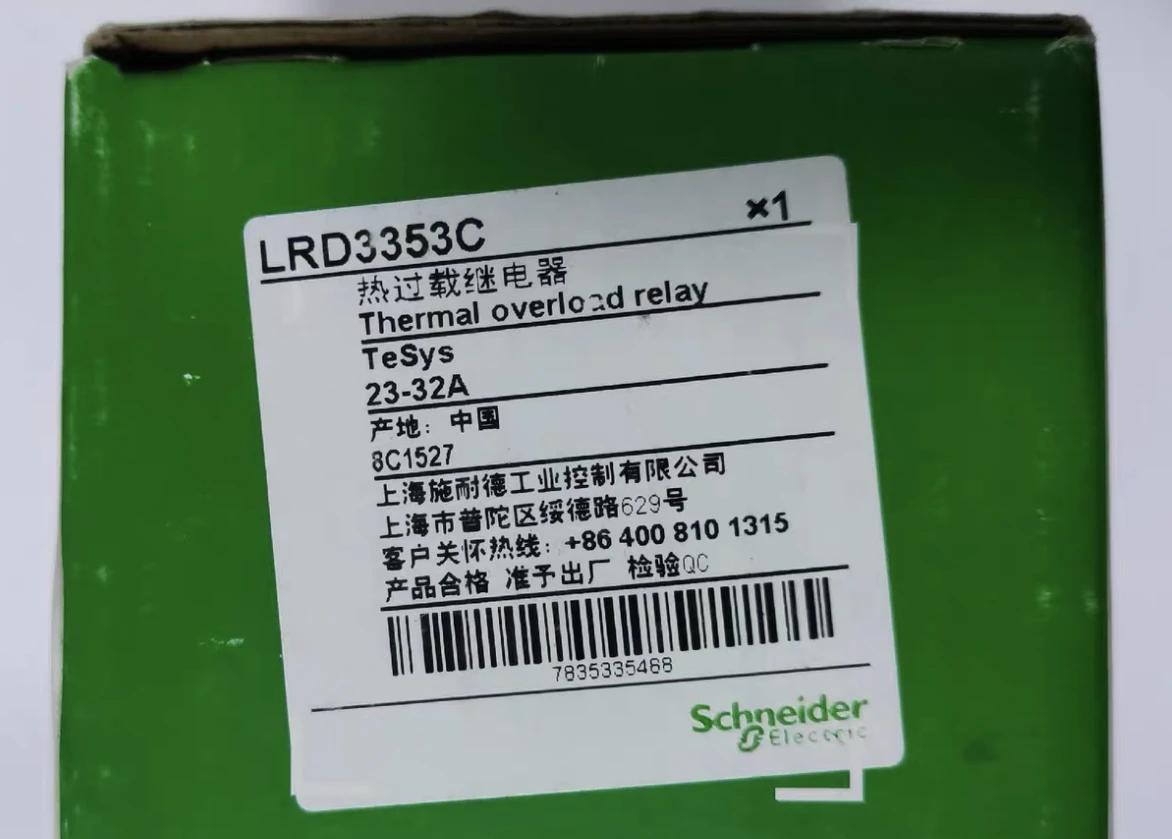 LRD3353C ×1
热过载继电器
Thermal overload relay
TeSys
23-32A
产地：中国
8C1527
上海施耐德工业控制有限公司
上海市普陀区绥德路629号
客户关怀热线：+86 400 810 1315
产品合格 准予出厂 检验QC
7835335488
Schneider
Electric